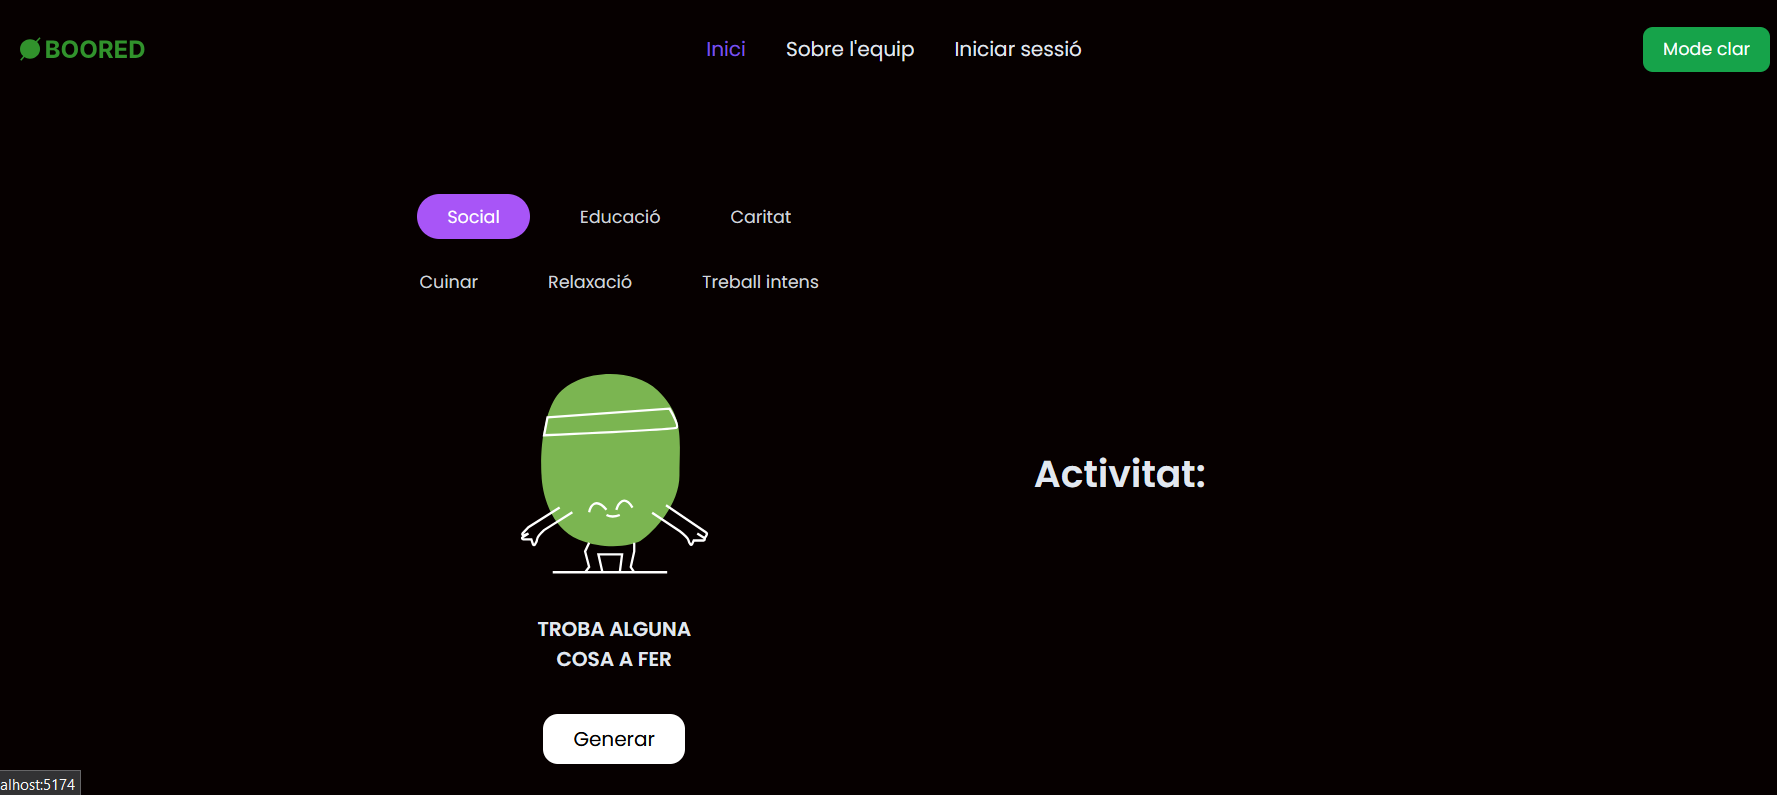 BOORED
Inici Sobre l'equip Iniciar sessió
Mode clar
Social Educació Caritat
Cuinar Relaxació Treball intens
Activitat:
TROBA ALGUNA
COSA A FER
Generar
alhost:5174